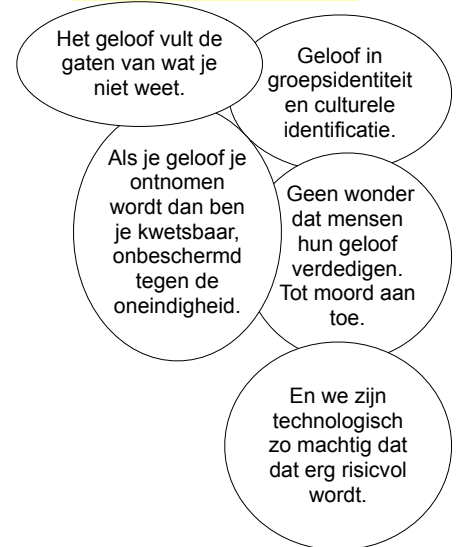 Het geloof vult de
gaten van wat je
niet weet.
Geloof in
groepsidentiteit
en culturele
identificatie.
Als je geloof je
ontnomen
wordt dan ben
je kwetsbaar,
onbeschermd
tegen de
oneindigheid.
Geen wonder
dat mensen
hun geloof
verdedigen.
Tot moord aan
toe.
En we zijn
technologisch
zo machtig dat
dat erg risicvol
wordt.